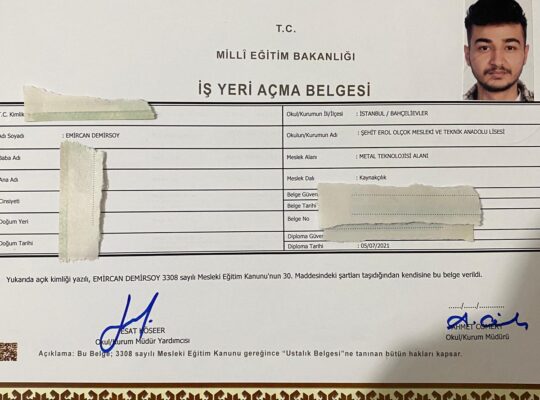 T.C.
MİLLÎ EĞİTİM BAKANLIĞI
İŞ YERİ AÇMA BELGESİ
T.C. Kimlik
Okul/Kurumun İli/İlçesi : İSTANBUL / BAHÇELİEVLER
Adı Soyadı : EMİRCAN DEMİRSOY
Okulun/Kurumun Adı : ŞEHİT EROL OLÇOK MESLEKİ VE TEKNİK ANADOLU LİSESİ
Baba Adı
Meslek Alanı : METAL TEKNOLOJİSİ ALANI
Ana Adı
Meslek Dalı : Kaynakçılık
Cinsiyeti
Belge Güven
Belge Tarihi
Doğum Yeri
Belge No
Diploma Güven
Doğum Tarihi
Diploma Tarihi : 05/07/2021
Yukarıda açık kimliği yazılı, EMİRCAN DEMİRSOY 3308 sayılı Mesleki Eğitim Kanunu'nun 30. Maddesindeki şartları taşıdığından kendisine bu belge verildi.
...../...../..........
ESAT KÖSEER
Okul/Kurum Müdür Yardımcısı
Okul/Kurum Müdürü
Açıklama: Bu Belge; 3308 sayılı Mesleki Eğitim Kanunu gereğince "Ustalık Belgesi"ne tanınan bütün hakları kapsar.